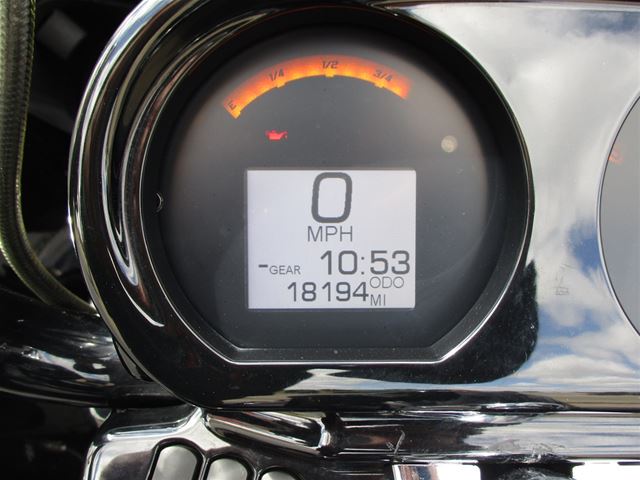 E 1/4 1/2 3/4
0
MPH
-GEAR 10:53
18194 ODO MI